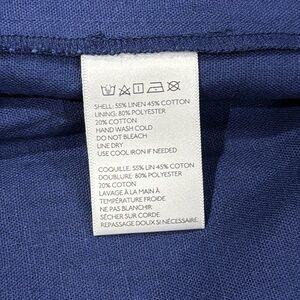 SHELL: 55% LINEN 45% COTTON
LINING: 80% POLYESTER
20% COTTON
HAND WASH COLD
DO NOT BLEACH
LINE DRY
USE COOL IRON IF NEEDED
COQUILLE: 55% LIN 45% COTON
DOUBLURE: 80% POLYESTER
20% COTON
LAVAGE À LA MAIN À
TEMPÉRATURE FROIDE
NE PAS BLANCHIR
SÉCHER SUR CORDE
REPASSAGE DOUX SI NÉCESSAIRE